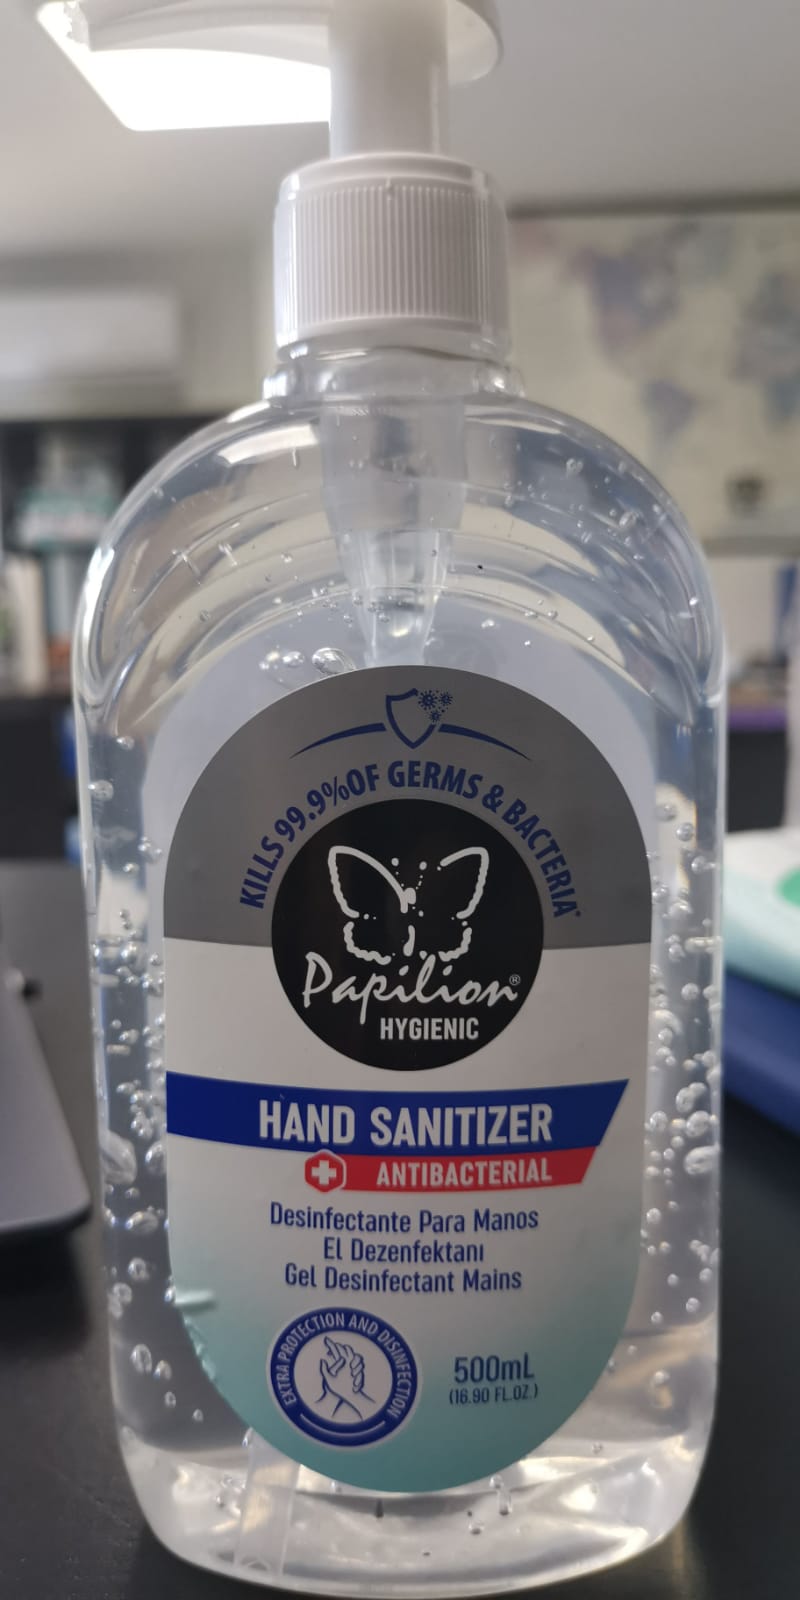 KILLS 99.9%OF GERMS & BACTERIA*
Papilion®
HYGIENIC
HAND SANITIZER
ANTIBACTERIAL
Desinfectante Para Manos
El Dezenfektanı
Gel Desinfectant Mains
EXTRA PROTECTION AND DISINFECTION
500mL
(16.90 FL.OZ.)